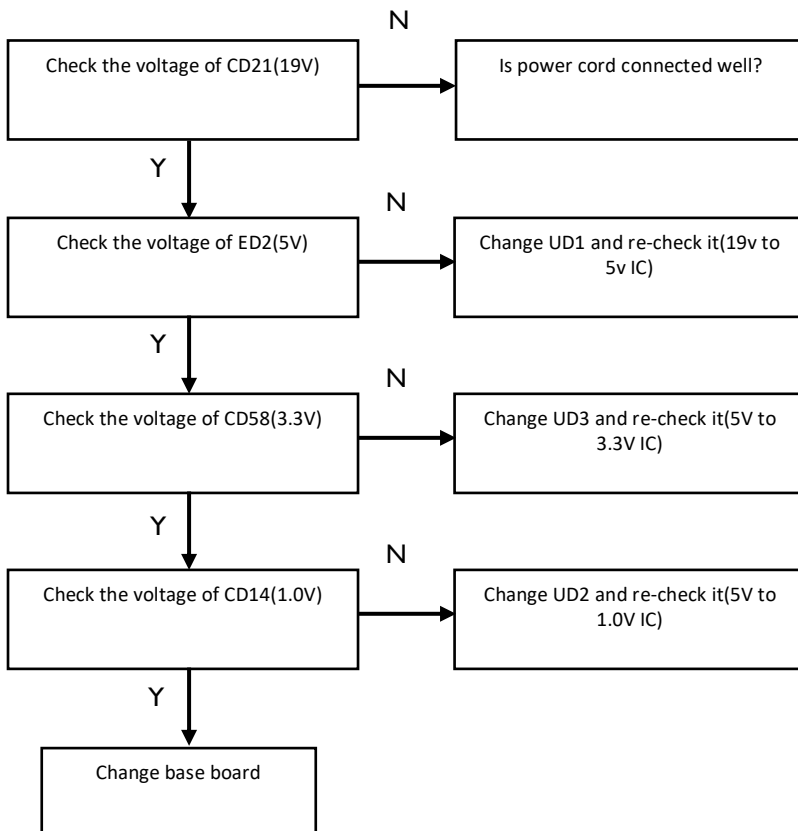 N
Check the voltage of CD21(19V)
Is power cord connected well?
Y
N
Check the voltage of ED2(5V)
Change UD1 and re-check it(19v to
5v IC)
Y
N
Check the voltage of CD58(3.3V)
Change UD3 and re-check it(5V to
3.3V IC)
Y
N
Check the voltage of CD14(1.0V)
Change UD2 and re-check it(5V to
1.0V IC)
Y
Change base board